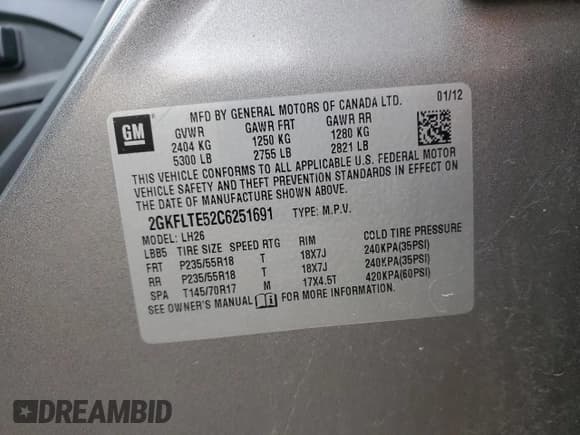 MFD BY GENERAL MOTORS OF CANADA LTD. 01/12
GM
GVWR GAWR FRT GAWR RR
2404 KG 1250 KG 1280 KG
5300 LB 2755 LB 2821 LB
THIS VEHICLE CONFORMS TO ALL APPLICABLE U.S. FEDERAL MOTOR
VEHICLE SAFETY AND THEFT PREVENTION STANDARDS IN EFFECT ON
THE DATE OF MANUFACTURE SHOWN ABOVE.
2GKFLTE52C6251691 TYPE: M.P.V.
MODEL: LH26
LBB5 TIRE SIZE SPEED RTG RIM COLD TIRE PRESSURE
FRT P235/55R18 T 18X7J 240KPA(35PSI)
RR P235/55R18 T 18X7J 240KPA(35PSI)
SPA T145/70R17 M 17X4.5T 420KPA(60PSI)
SEE OWNER'S MANUAL FOR MORE INFORMATION.
DREAMBID